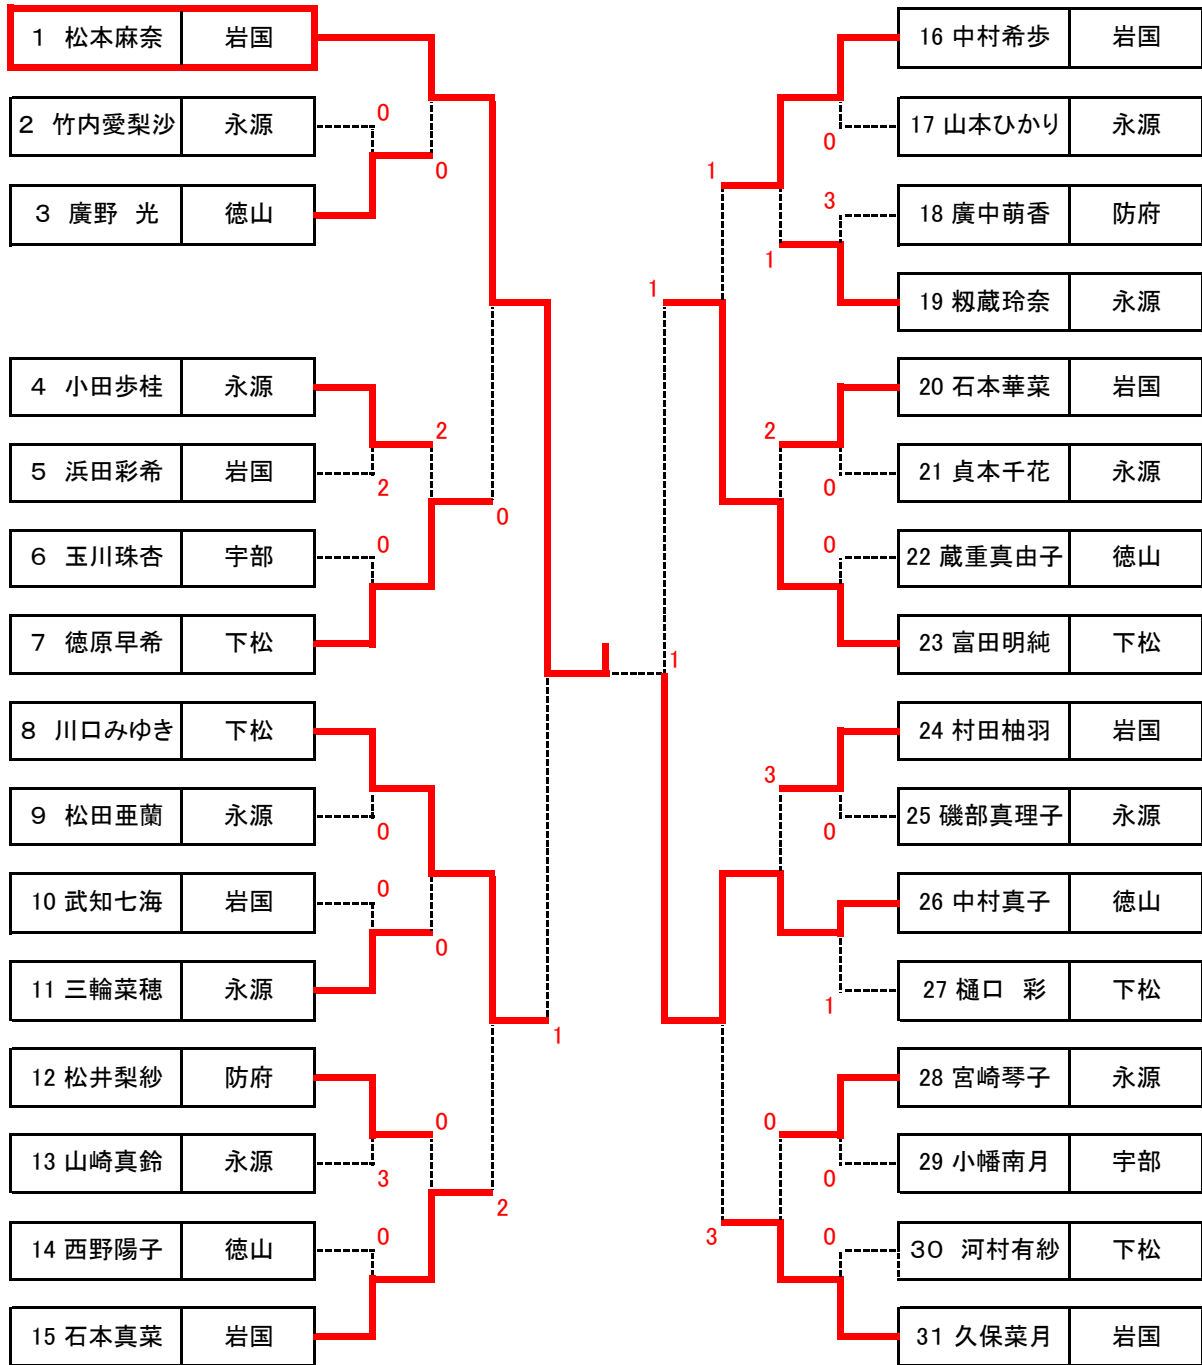 1 松本麻奈 岩国
2 竹内愛梨沙 永源
0
0
3 廣野 光 徳山
4 小田歩桂 永源
2
5 浜田彩希 岩国
2
0
6 玉川珠杏 宇部
0
7 徳原早希 下松
8 川口みゆき 下松
9 松田亜蘭 永源
0
10 武知七海 岩国
0
0
11 三輪菜穂 永源
1
12 松井梨紗 防府
0
13 山崎真鈴 永源
3
2
14 西野陽子 徳山
0
15 石本真菜 岩国
16 中村希歩 岩国
17 山本ひかり 永源
0
1
3
18 廣中萌香 防府
1
1
19 籾蔵玲奈 永源
20 石本華菜 岩国
2
21 貞本千花 永源
0
0
22 蔵重真由子 徳山
23 富田明純 下松
1
24 村田柚羽 岩国
3
25 磯部真理子 永源
0
26 中村真子 徳山
27 樋口 彩 下松
1
28 宮崎琴子 永源
0
29 小幡南月 宇部
0
3
0
30 河村有紗 下松
31 久保菜月 岩国